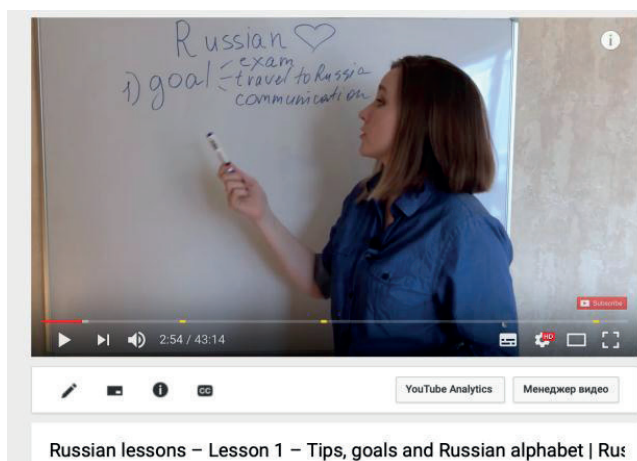 Russian
1) goal
exam
travel to Russia
communication
Subscribe
2:54 / 43:14
HD
CC
YouTube Analytics
Менеджер видео
Russian lessons – Lesson 1 – Tips, goals and Russian alphabet | Rus